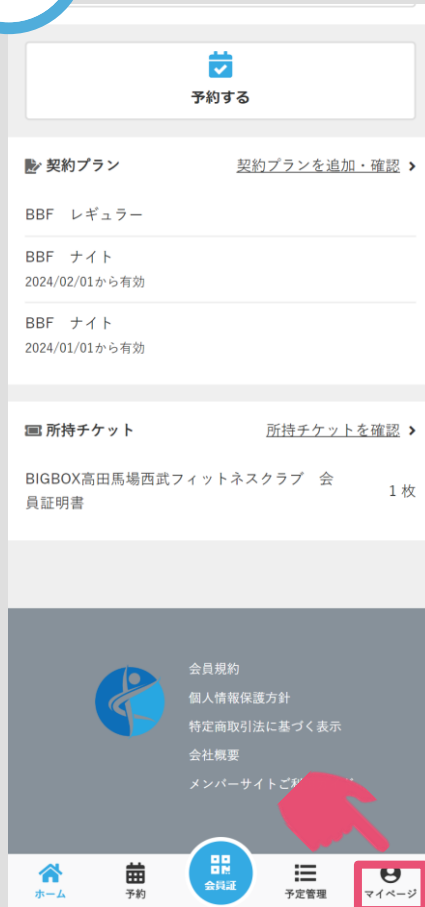 予約する
契約プラン
契約プランを追加・確認
BBF　レギュラー
BBF　ナイト
2024/02/01から有効
BBF　ナイト
2024/01/01から有効
所持チケット
所持チケットを確認
BIGBOX高田馬場西武フィットネスクラブ　会
員証明書
1 枚
会員規約
個人情報保護方針
特定商取引法に基づく表示
会社概要
メンバーサイトご
ホーム
予約
会員証
予定管理
マイページ